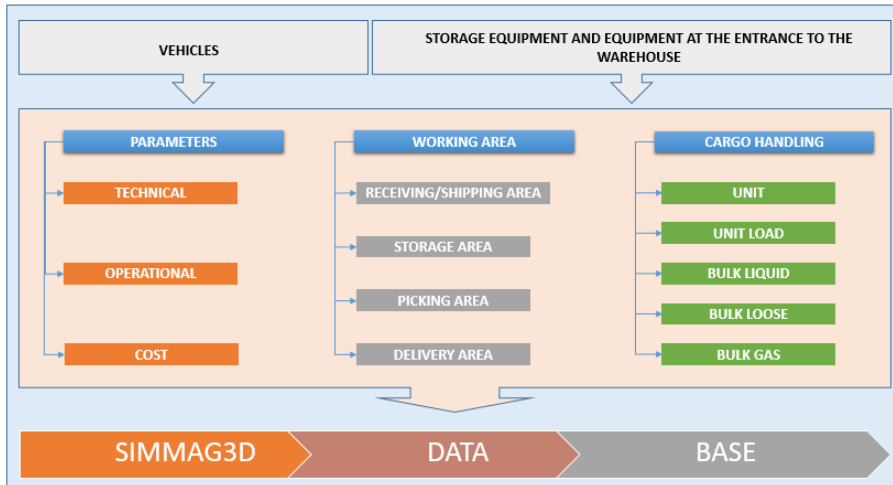 VEHICLES
STORAGE EQUIPMENT AND EQUIPMENT AT THE ENTRANCE TO THE
WAREHOUSE
PARAMETERS
TECHNICAL
OPERATIONAL
COST
WORKING AREA
RECEIVING/SHIPPING AREA
STORAGE AREA
PICKING AREA
DELIVERY AREA
CARGO HANDLING
UNIT
UNIT LOAD
BULK LIQUID
BULK LOOSE
BULK GAS
SIMMAG3D
DATA
BASE